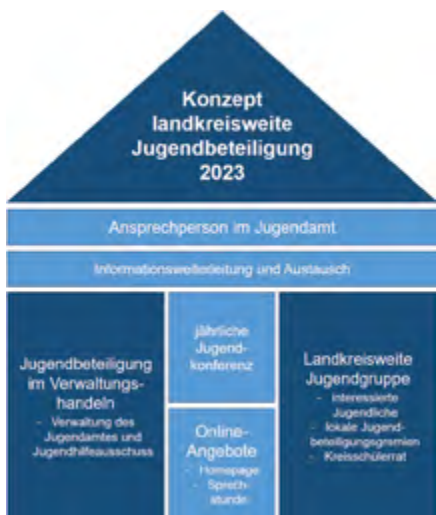 Konzept
landkreisweite
Jugendbeteiligung
2023
Ansprechperson im Jugendamt
Informationsweiterleitung und Austausch
Jugendbeteiligung
im Verwaltungs-
handeln
- Verwaltung des
Jugendamtes und
Jugendhilfeausschuss
jährliche
Jugend-
konferenz
Online-
Angebote
- Homepage
- Sprech-
stunde
Landkreisweite
Jugendgruppe
- interessierte
Jugendliche
- lokale Jugend-
beteiligungsgremien
- Kreisschülerrat